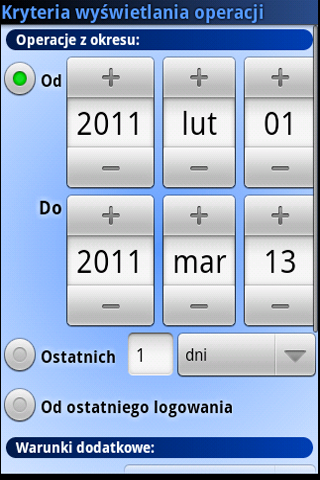 Kryteria wyświetlania operacji
Operacje z okresu:
+ + +
Od 2011 lut 01
− − −
+ + +
Do 2011 mar 13
− − −
Ostatnich 1 dni
Od ostatniego logowania
Warunki dodatkowe: